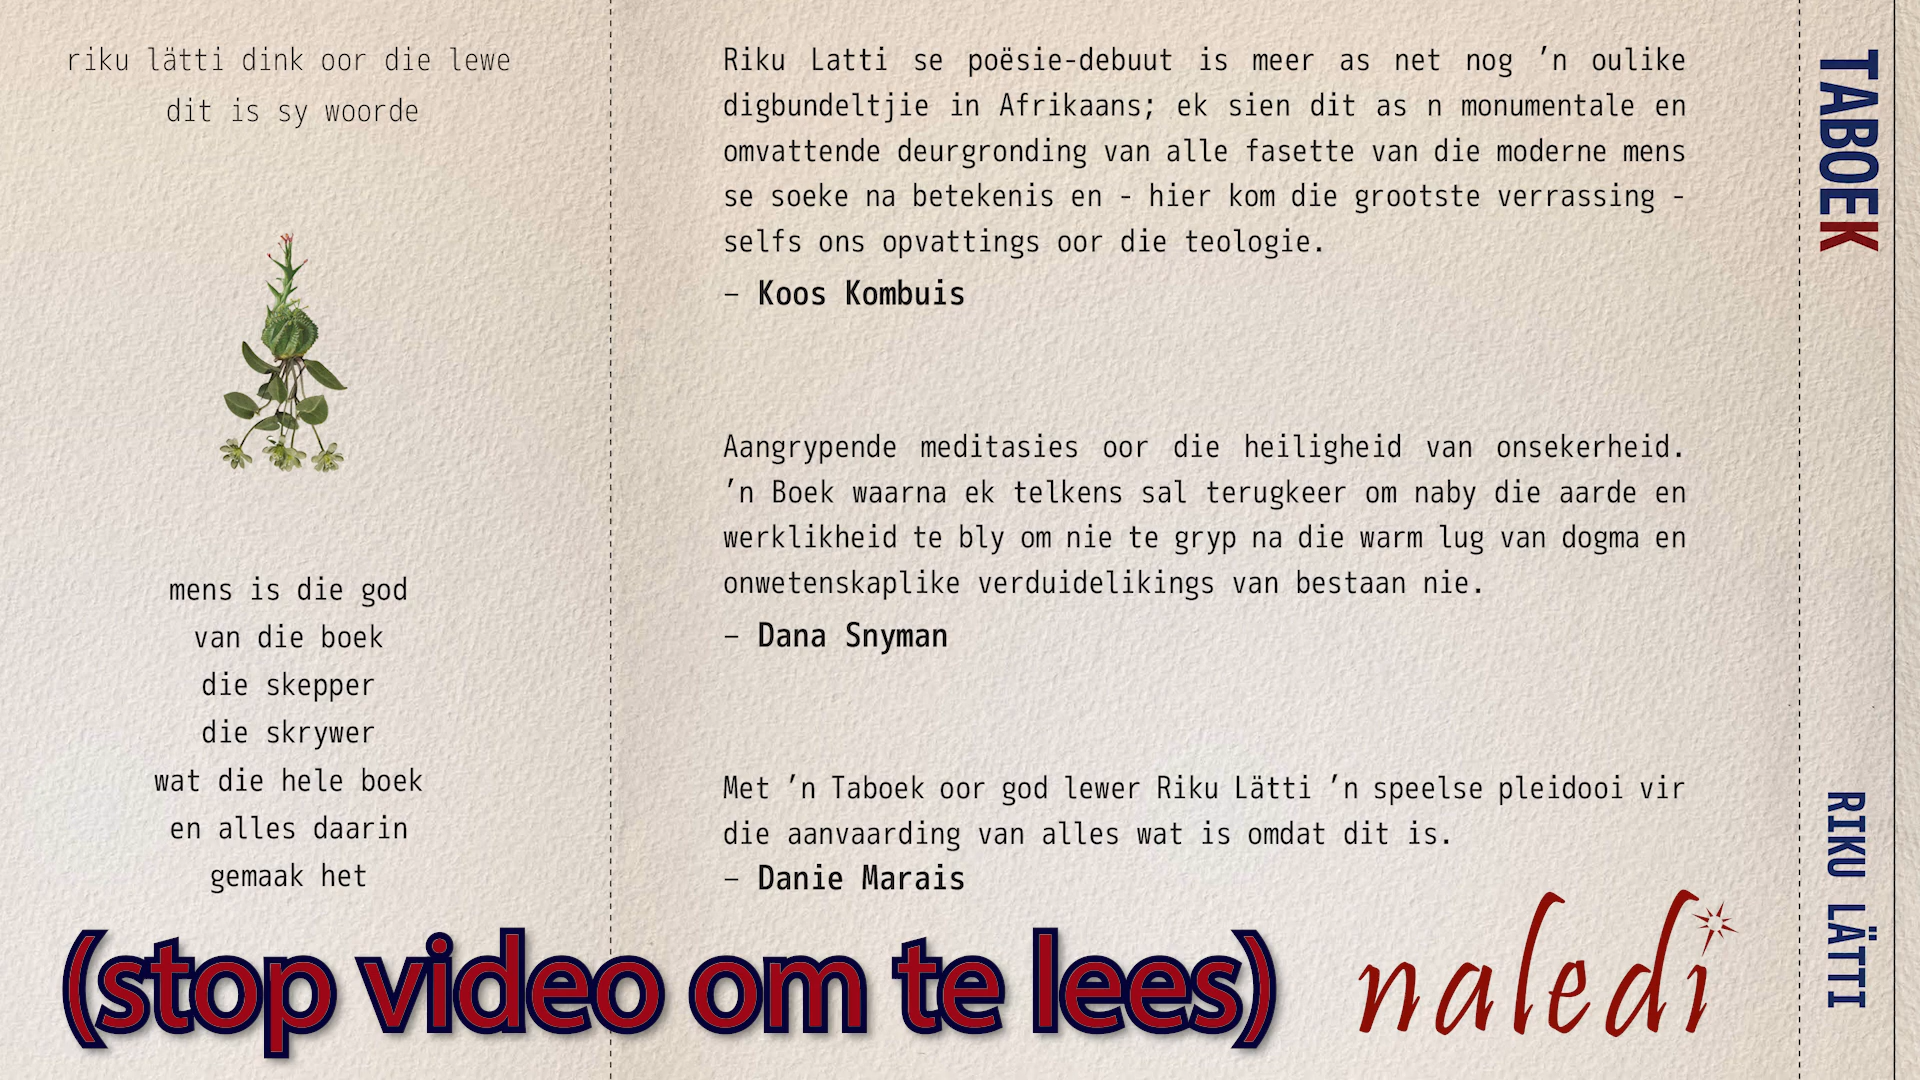 riku lätti dink oor die lewe
dit is sy woorde
mens is die god
van die boek
die skepper
die skrywer
wat die hele boek
en alles daarin
gemaak het
Riku Latti se poësie-debuut is meer as net nog ’n oulike
digbundeltjie in Afrikaans; ek sien dit as n monumentale en
omvattende deurgronding van alle fasette van die moderne mens
se soeke na betekenis en - hier kom die grootste verrassing -
selfs ons opvattings oor die teologie.
– Koos Kombuis
Aangrypende meditasies oor die heiligheid van onsekerheid.
’n Boek waarna ek telkens sal terugkeer om naby die aarde en
werklikheid te bly om nie te gryp na die warm lug van dogma en
onwetenskaplike verduidelikings van bestaan nie.
– Dana Snyman
Met ’n Taboek oor god lewer Riku Lätti ’n speelse pleidooi vir
die aanvaarding van alles wat is omdat dit is.
– Danie Marais
(stop video om te lees)
naledi
TABOEK
RIKU LÄTTI